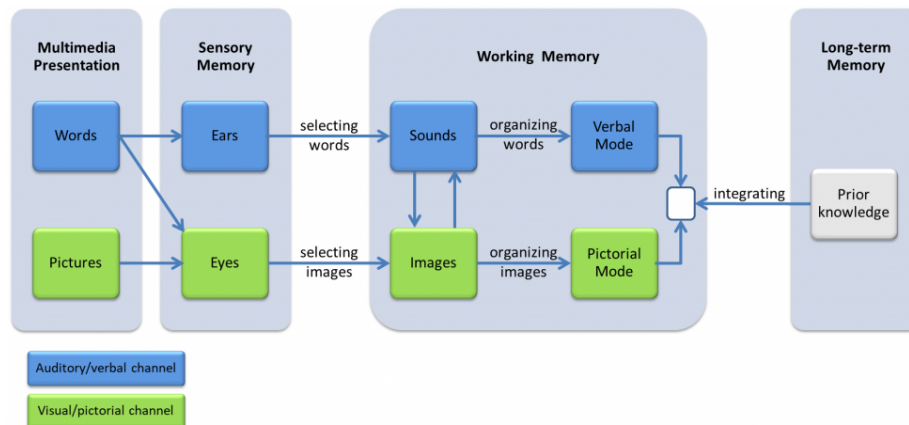 Multimedia
Presentation
Sensory
Memory
Working Memory
Long-term
Memory
Words
Ears
selecting
words
Sounds
organizing
words
Verbal
Mode
integrating
Prior
knowledge
Pictures
Eyes
selecting
images
Images
organizing
images
Pictorial
Mode
Auditory/verbal channel
Visual/pictorial channel